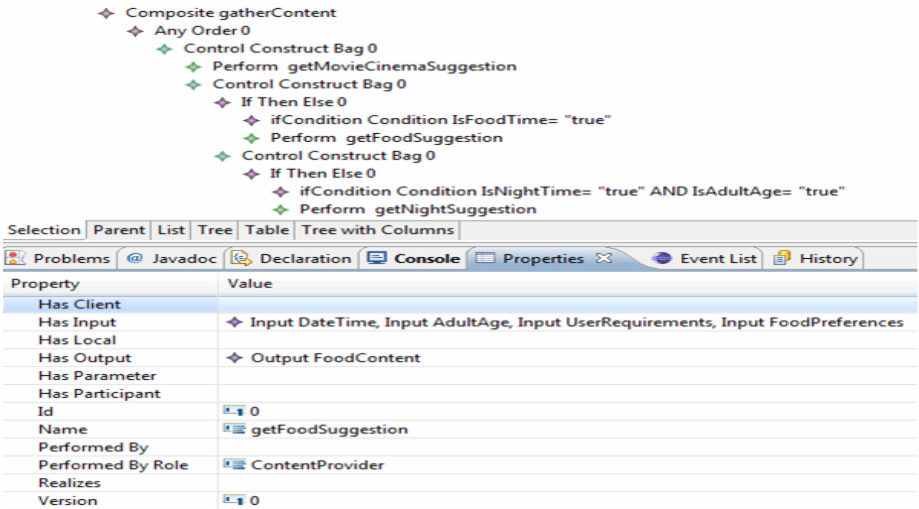 Composite gatherContent
Any Order 0
Control Construct Bag 0
Perform getMovieCinemaSuggestion
Control Construct Bag 0
If Then Else 0
ifCondition Condition IsFoodTime= "true"
Perform getFoodSuggestion
Control Construct Bag 0
If Then Else 0
ifCondition Condition IsNightTime= "true" AND IsAdultAge= "true"
Perform getNightSuggestion
Selection Parent List Tree Table Tree with Columns
Problems @ Javadoc Declaration Console Properties Event List History
Property Value
Has Client
Has Input Input DateTime, Input AdultAge, Input UserRequirements, Input FoodPreferences
Has Local
Has Output Output FoodContent
Has Parameter
Has Participant
Id 0
Name getFoodSuggestion
Performed By
Performed By Role ContentProvider
Realizes
Version 0